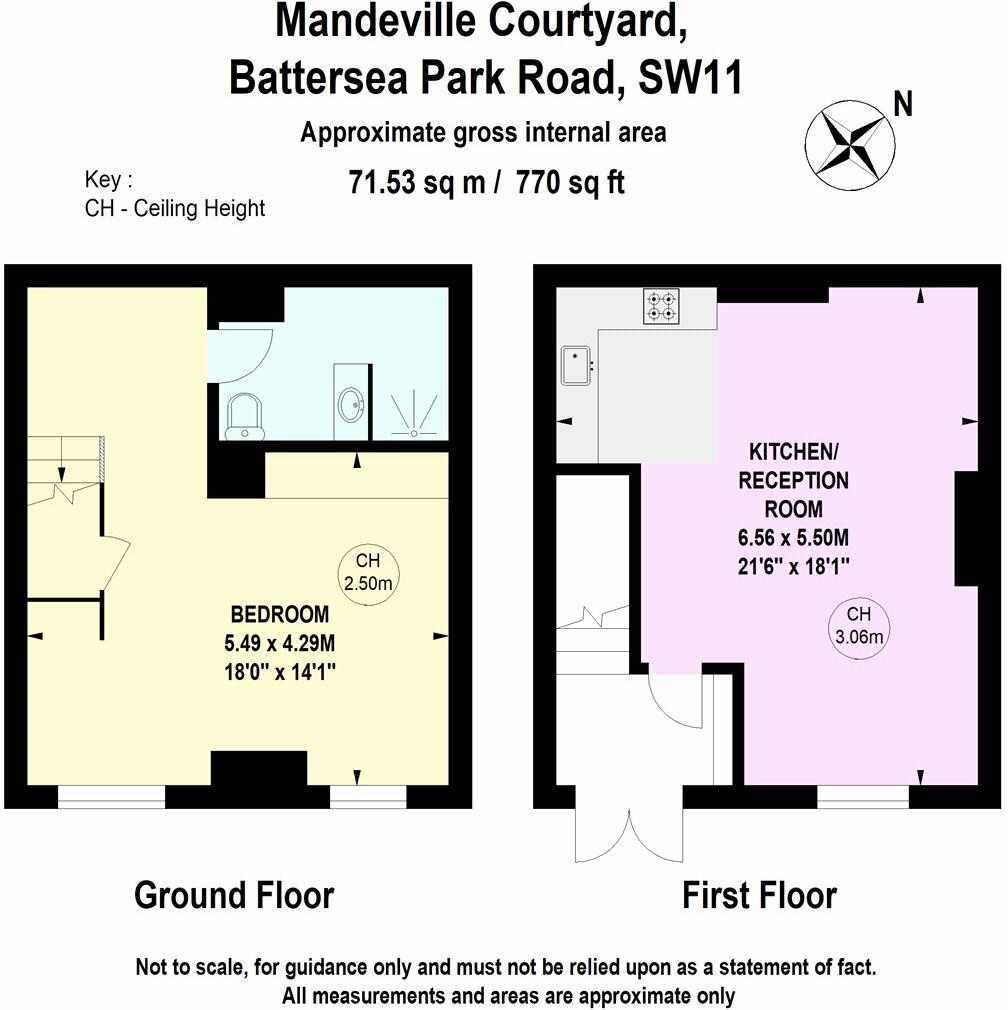 Mandeville Courtyard,
Battersea Park Road, SW11
Approximate gross internal area
71.53 sq m / 770 sq ft
N
Key :
CH - Ceiling Height
CH
2.50m
BEDROOM
5.49 x 4.29M
18'0" x 14'1"
KITCHEN/
RECEPTION
ROOM
6.56 x 5.50M
21'6" x 18'1"
CH
3.06m
Ground Floor
First Floor
Not to scale, for guidance only and must not be relied upon as a statement of fact.
All measurements and areas are approximate only